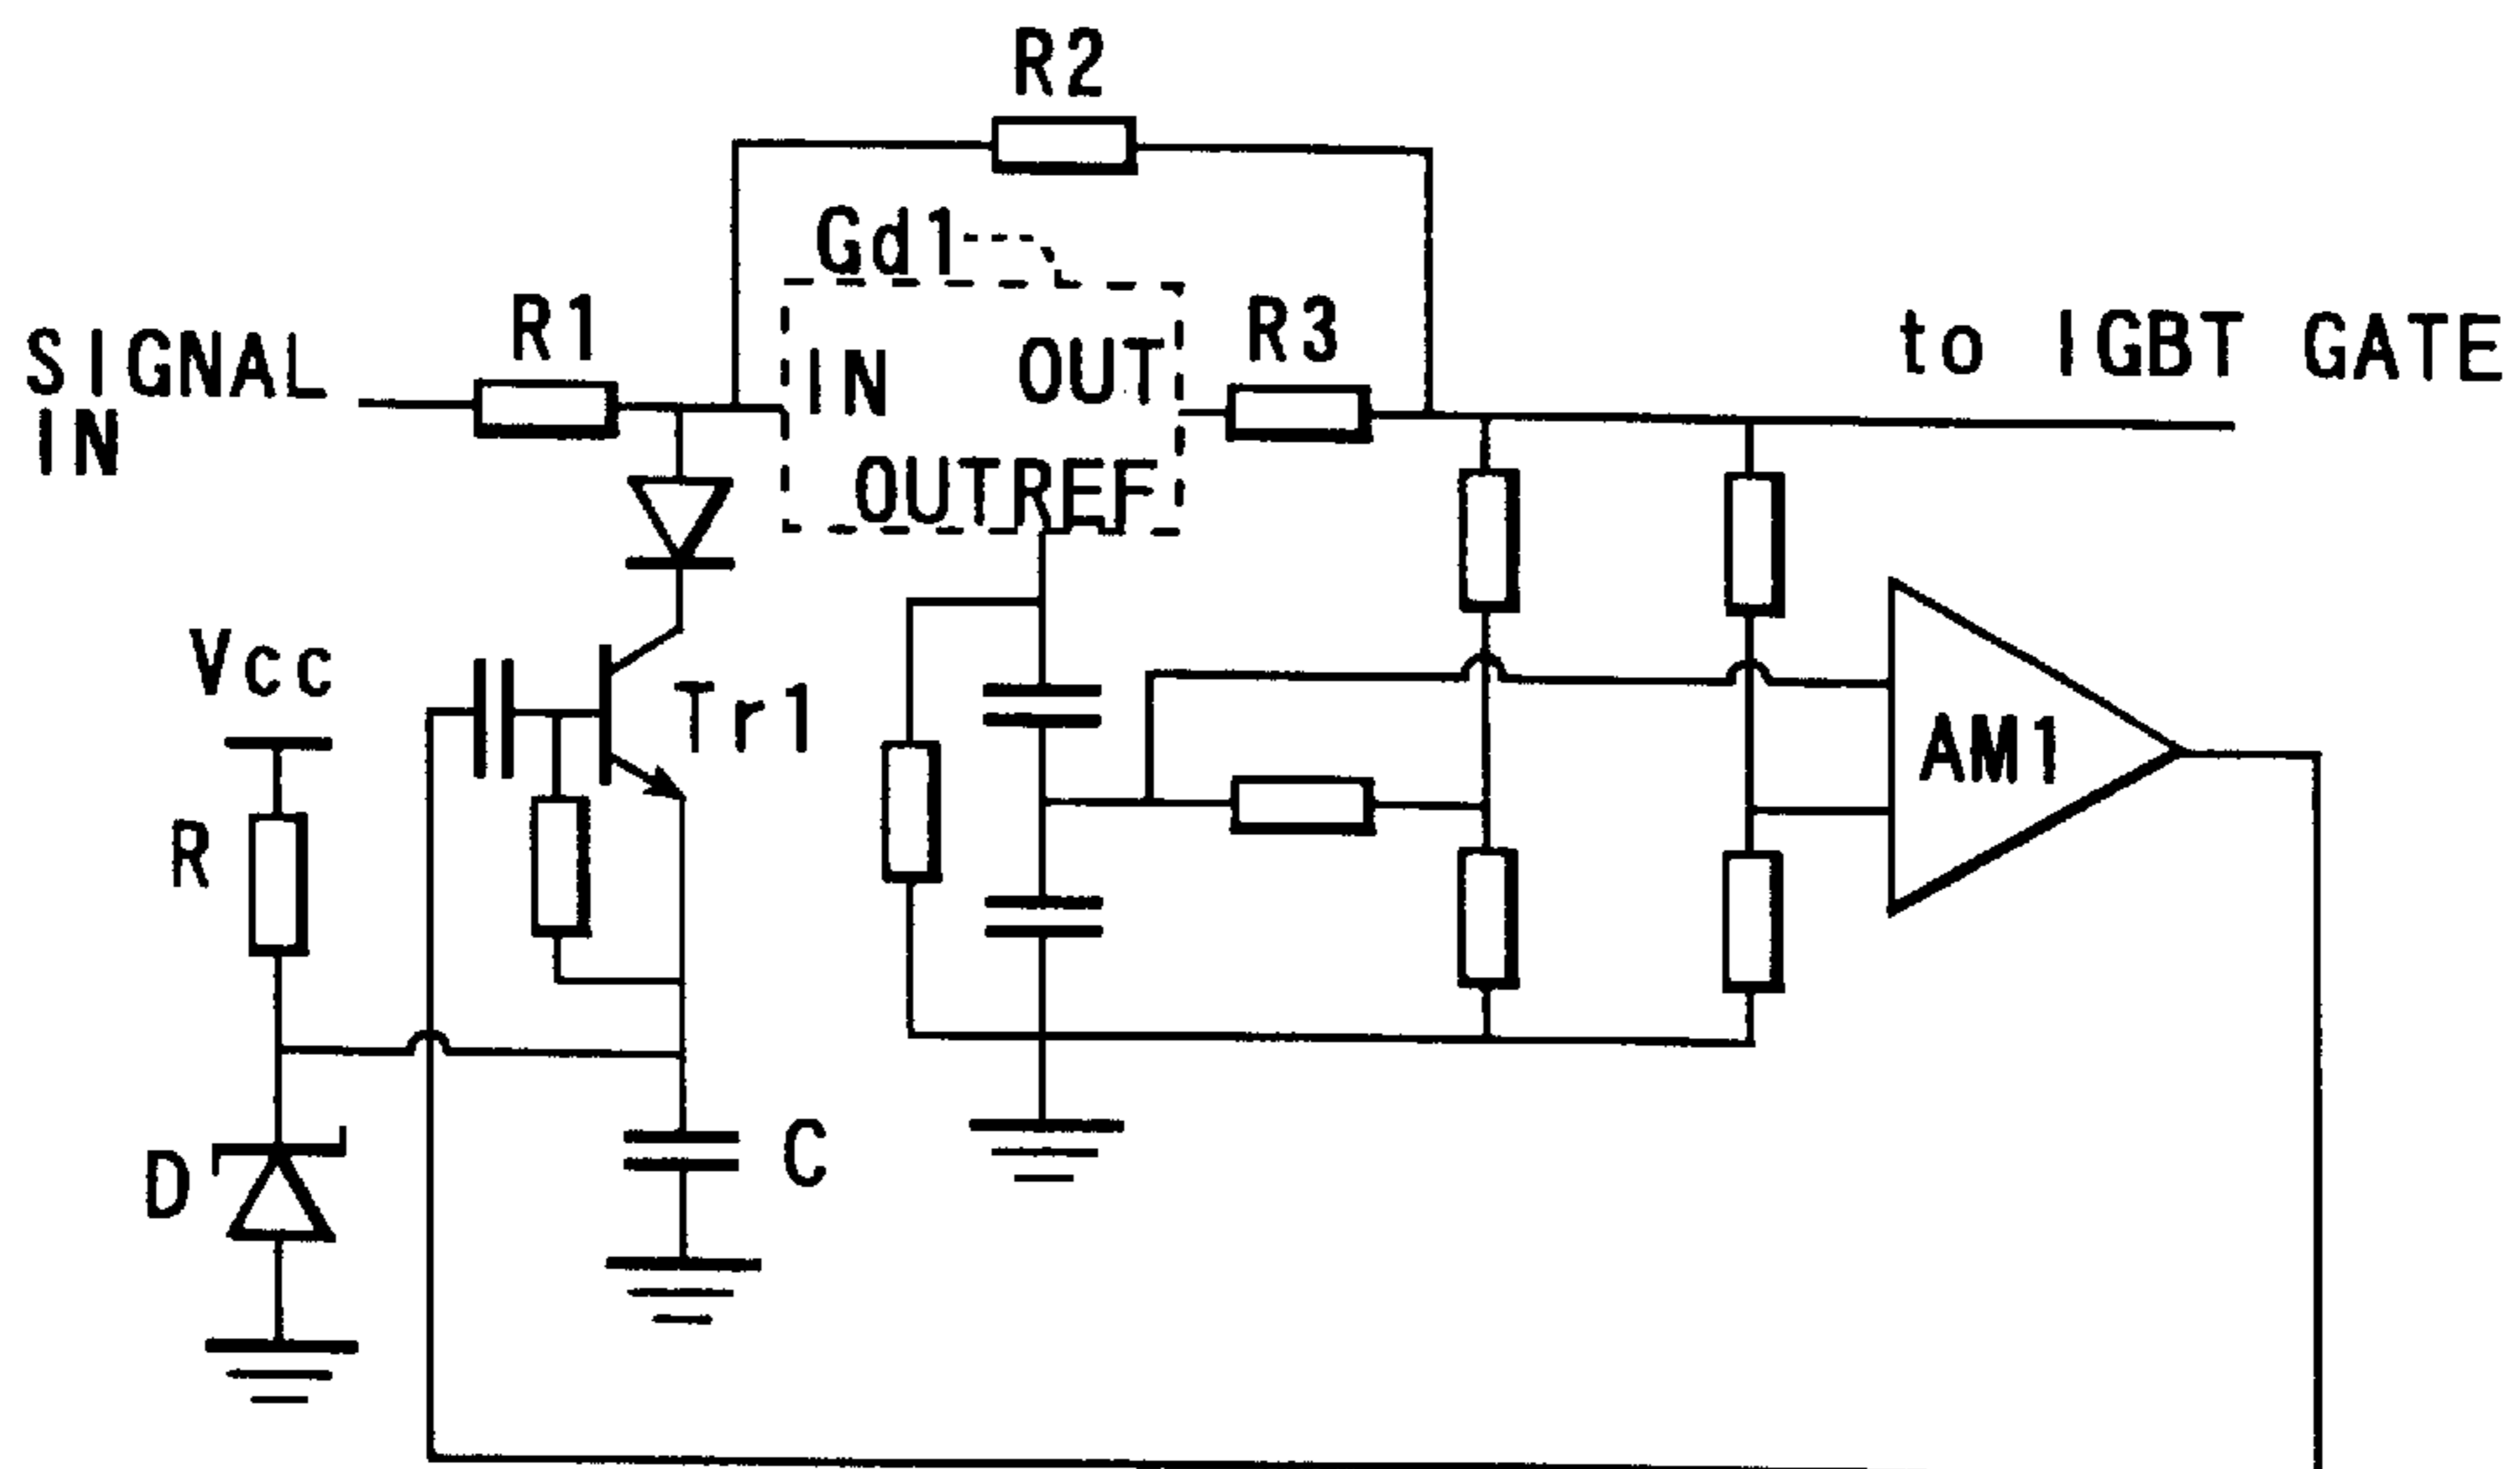 R2
Gd1
R1
R3
SIGNAL
IN
IN
OUT
OUTREF
to IGBT GATE
Vcc
Tr1
AM1
R
D
C